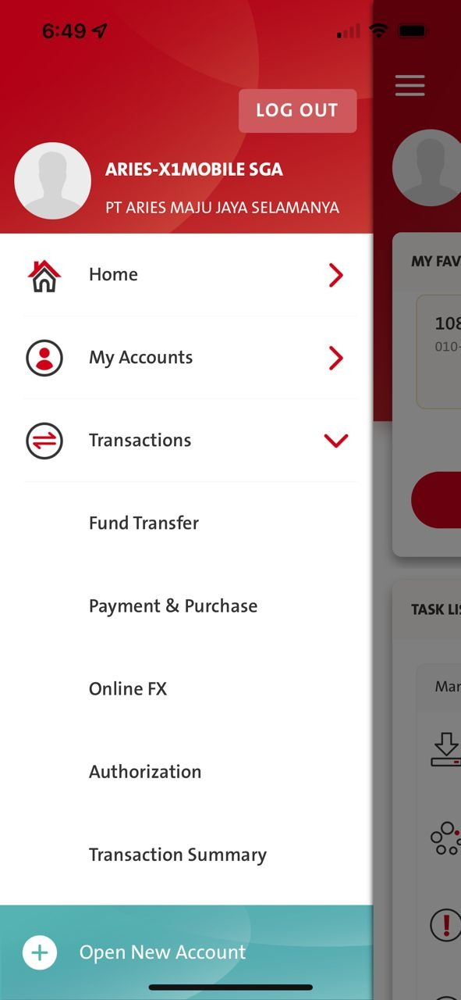 6:49
LOG OUT
ARIES-X1MOBILE SGA
PT ARIES MAJU JAYA SELAMANYA
Home
My Accounts
Transactions
Fund Transfer
Payment & Purchase
Online FX
Authorization
Transaction Summary
Open New Account
MY FAV
108
010-
TASK LIS
Mar